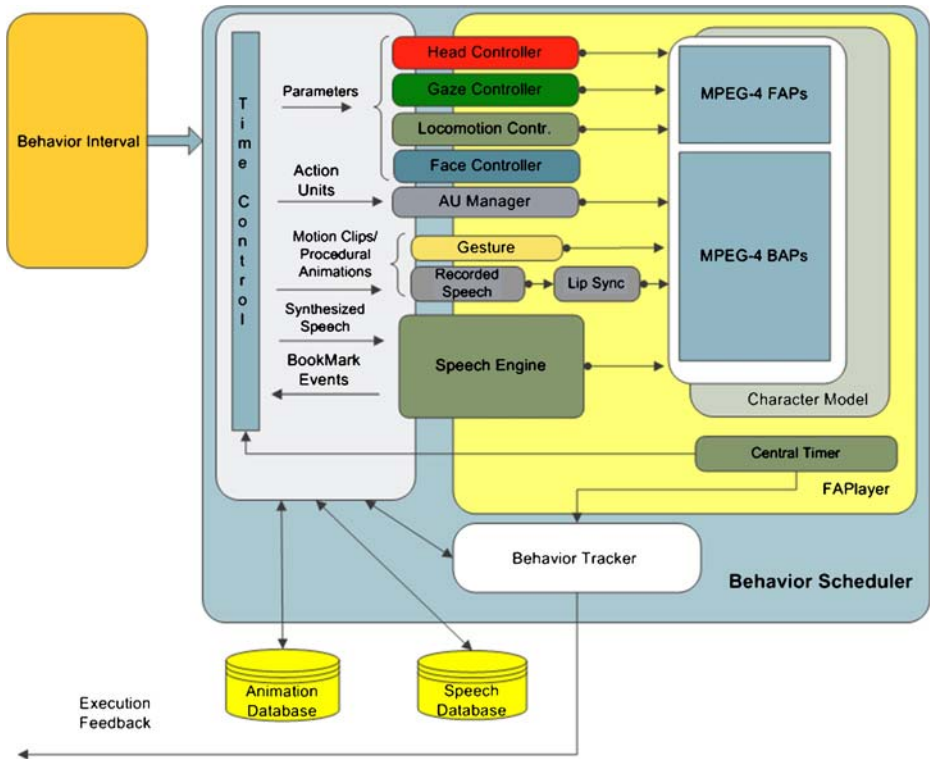 Behavior Interval
Time Control
Parameters
Action
Units
Motion Clips/
Procedural
Animations
Synthesized
Speech
BookMark
Events
Head Controller
Gaze Controller
Locomotion Contr.
Face Controller
AU Manager
Gesture
Recorded
Speech
Lip Sync
Speech Engine
MPEG-4 FAPs
MPEG-4 BAPs
Character Model
Central Timer
FAPlayer
Behavior Tracker
Behavior Scheduler
Animation
Database
Speech
Database
Execution
Feedback